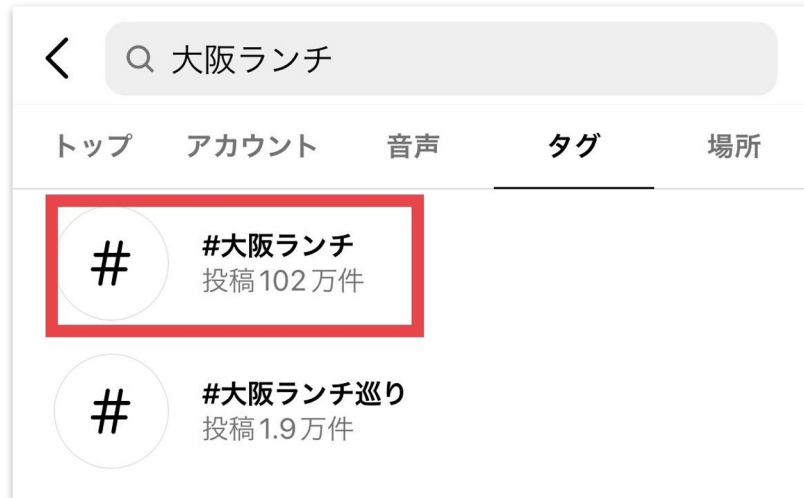 大阪ランチ
トップ アカウント 音声 タグ 場所
#
#大阪ランチ
投稿102万件
#
#大阪ランチ巡り
投稿1.9万件